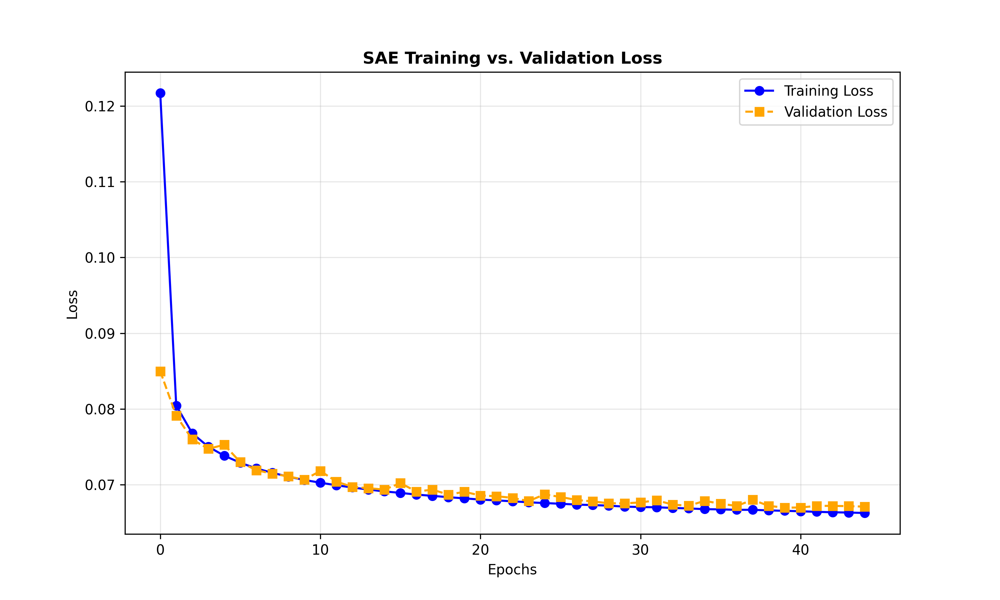 SAE Training vs. Validation Loss
Training Loss
Validation Loss
0.12
0.11
0.10
0.09
0.08
0.07
Loss
0
10
20
30
40
Epochs